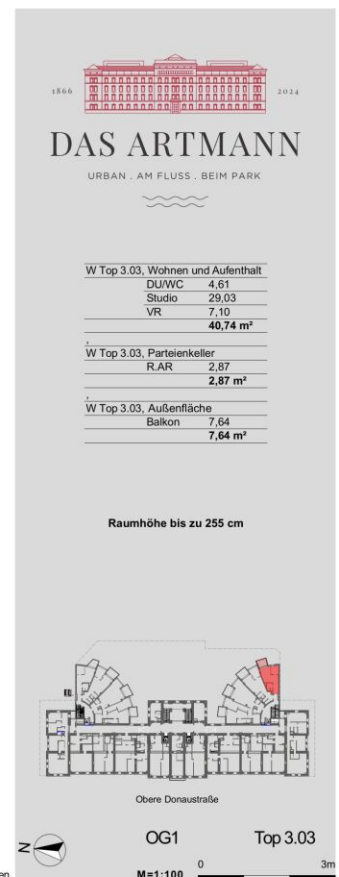 1866 2024
DAS ARTMANN
URBAN . AM FLUSS . BEIM PARK
W Top 3.03, Wohnen und Aufenthalt
DU/WC 4,61
Studio 29,03
VR 7,10
40,74 m²
,
W Top 3.03, Parteienkeller
R.AR 2,87
2,87 m²
,
W Top 3.03, Außenfläche
Balkon 7,64
7,64 m²
Raumhöhe bis zu 255 cm
Obere Donaustraße
N OG1 Top 3.03
en M=1:100 0 3m